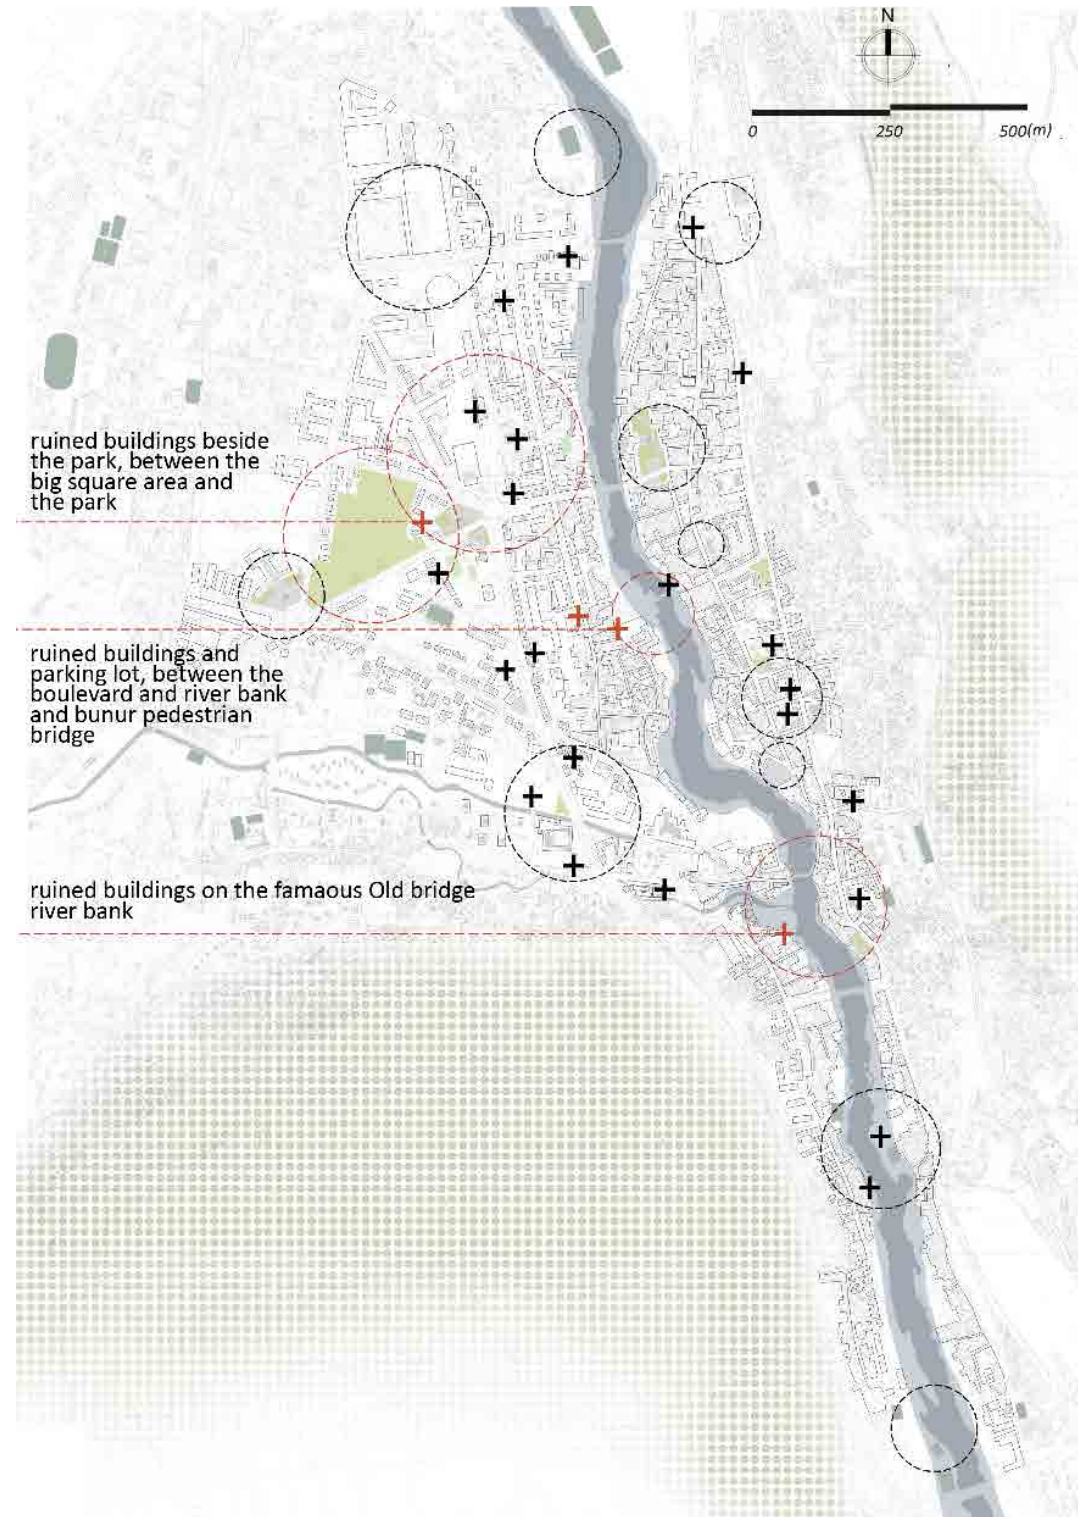 N
0 250 500(m)
ruined buildings beside
the park, between the
big square area and
the park
ruined buildings and
parking lot, between the
boulevard and river bank
and bunur pedestrian
bridge
ruined buildings on the famaous Old bridge
river bank